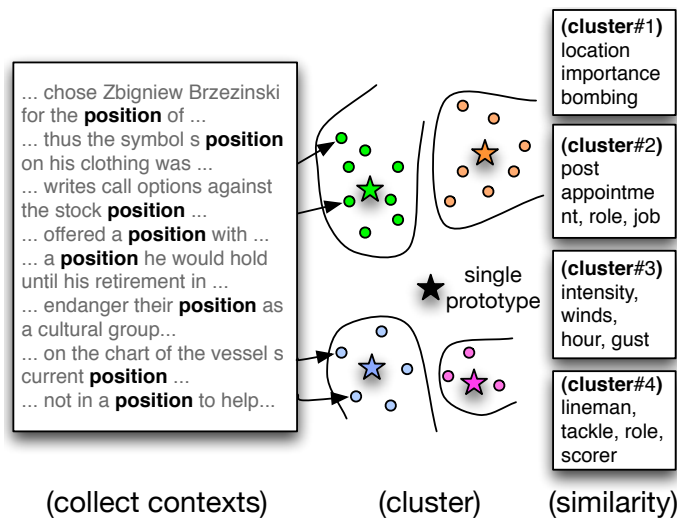 ... chose Zbigniew Brzezinski
for the position of ...
... thus the symbol s position
on his clothing was ...
... writes call options against
the stock position ...
... offered a position with ...
... a position he would hold
until his retirement in ...
... endanger their position as
a cultural group...
... on the chart of the vessel s
current position ...
... not in a position to help...
(collect contexts)
single
prototype
(cluster)
(cluster#1)
location
importance
bombing
(cluster#2)
post
appointme
nt, role, job
(cluster#3)
intensity,
winds,
hour, gust
(cluster#4)
lineman,
tackle, role,
scorer
(similarity)